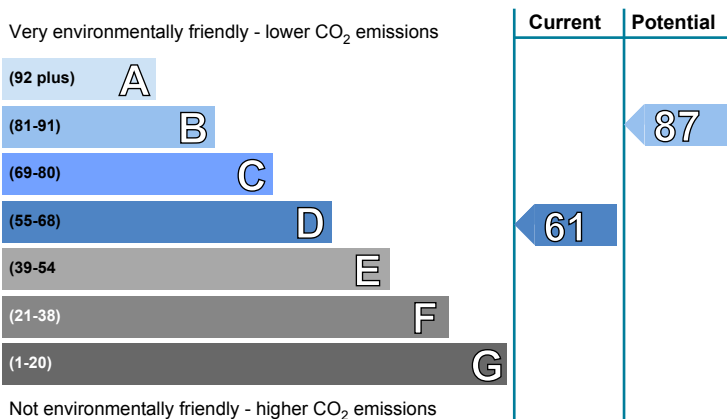 Very environmentally friendly - lower CO2 emissions
Current
Potential
(92 plus) A
(81-91) B
87
(69-80) C
(55-68) D
61
(39-54 E
(21-38) F
(1-20) G
Not environmentally friendly - higher CO2 emissions